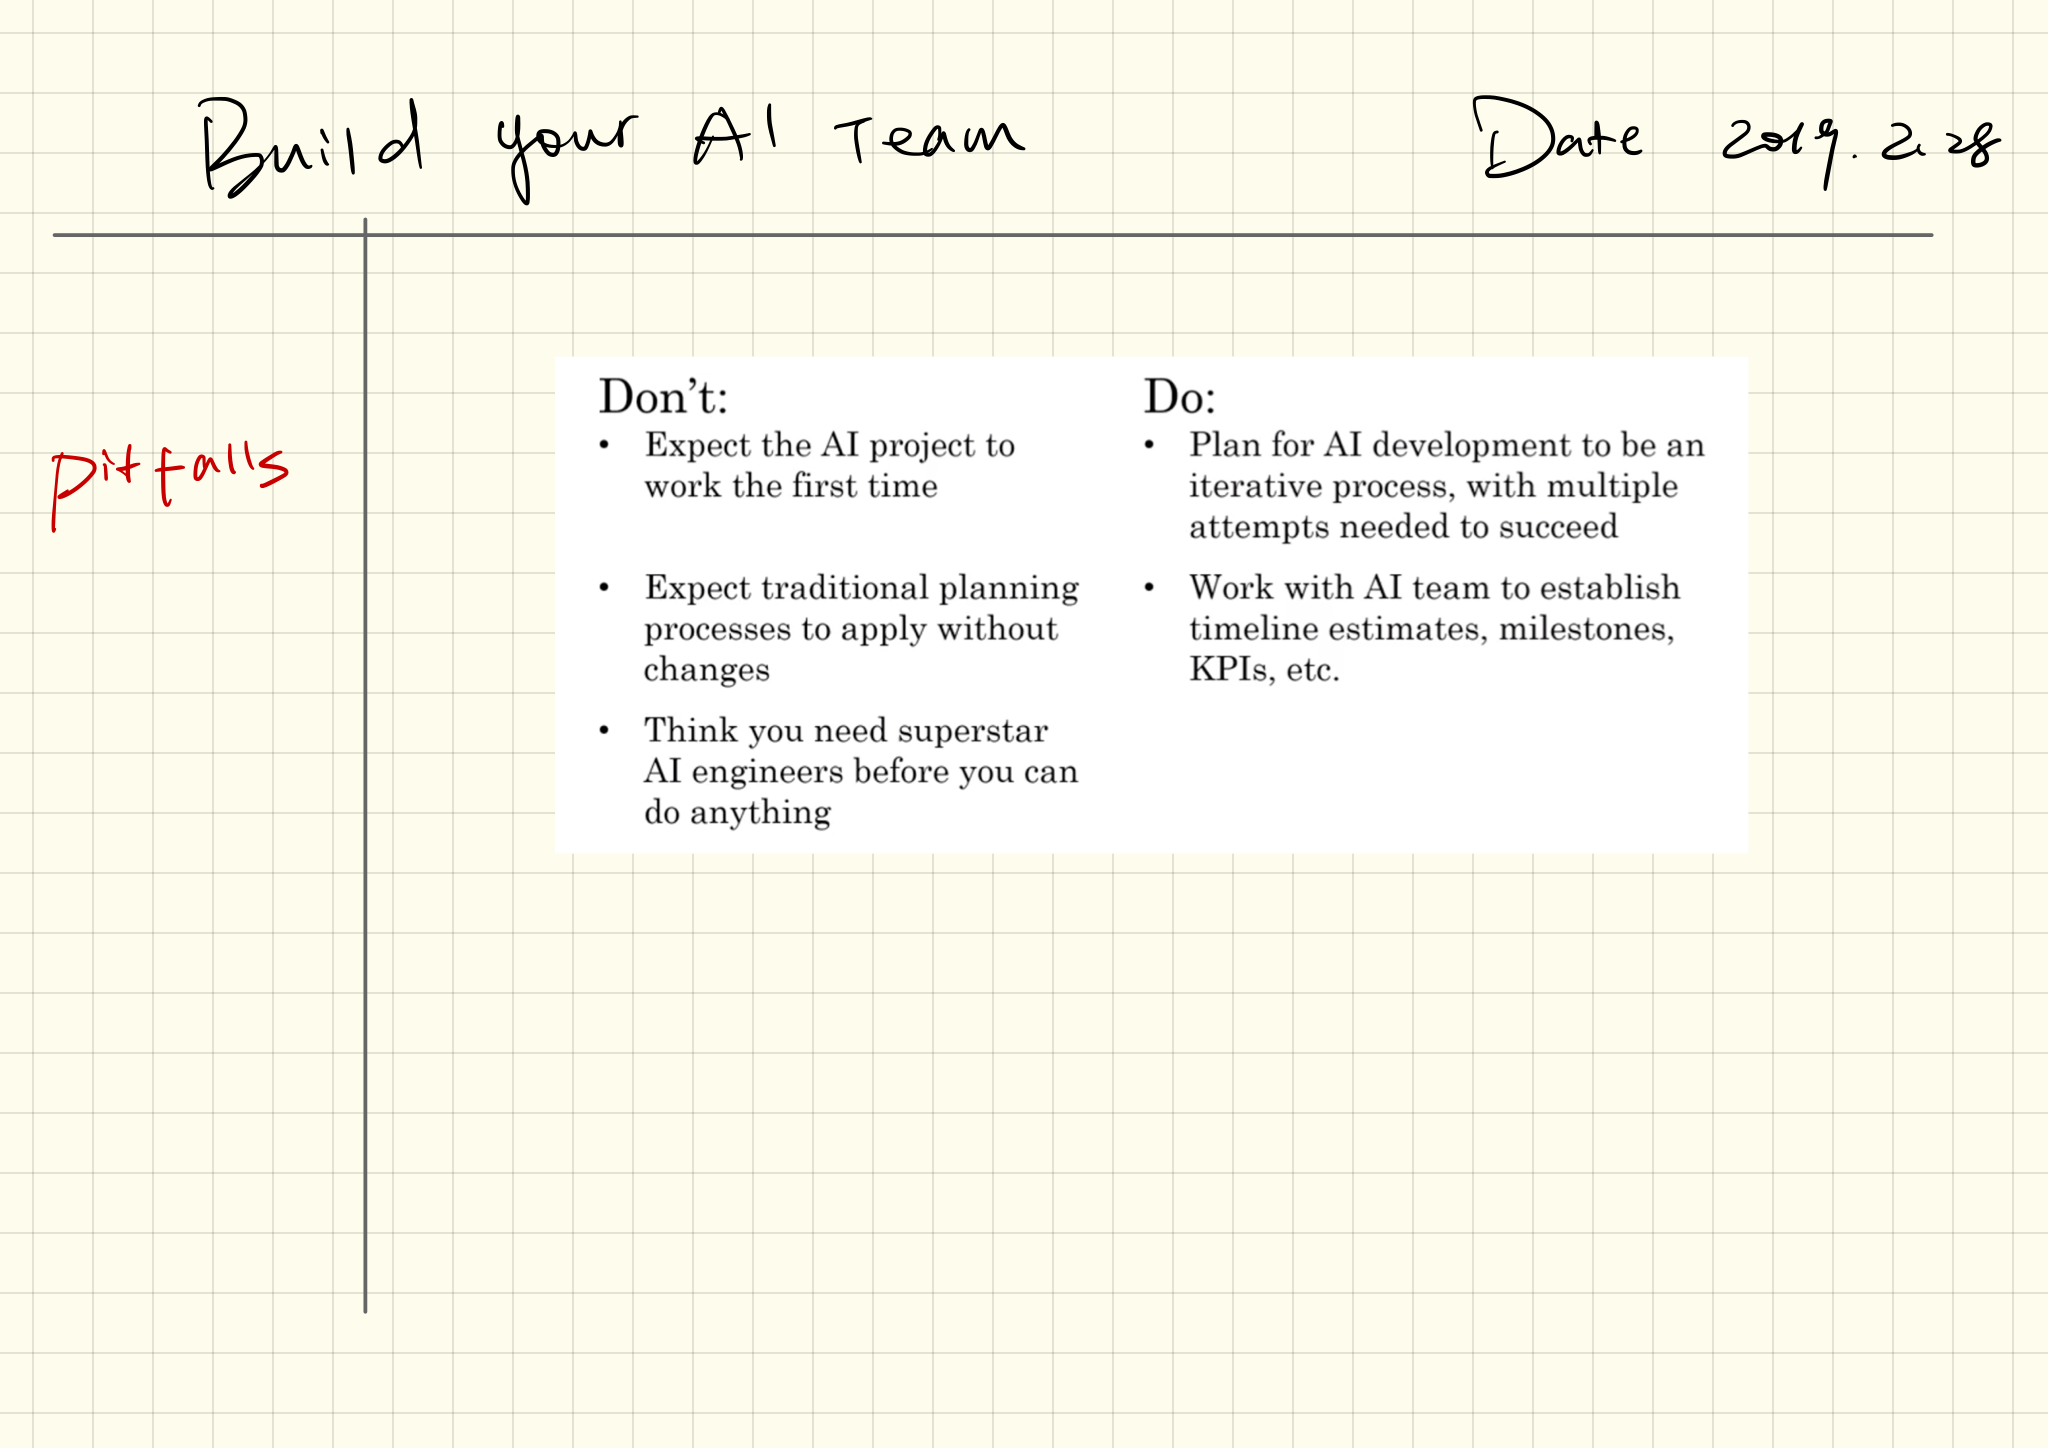 Build your AI Team
Date 2019.2.28
pitfalls
Don't:
• Expect the AI project to
work the first time
• Expect traditional planning
processes to apply without
changes
• Think you need superstar
AI engineers before you can
do anything
Do:
• Plan for AI development to be an
iterative process, with multiple
attempts needed to succeed
• Work with AI team to establish
timeline estimates, milestones,
KPIs, etc.